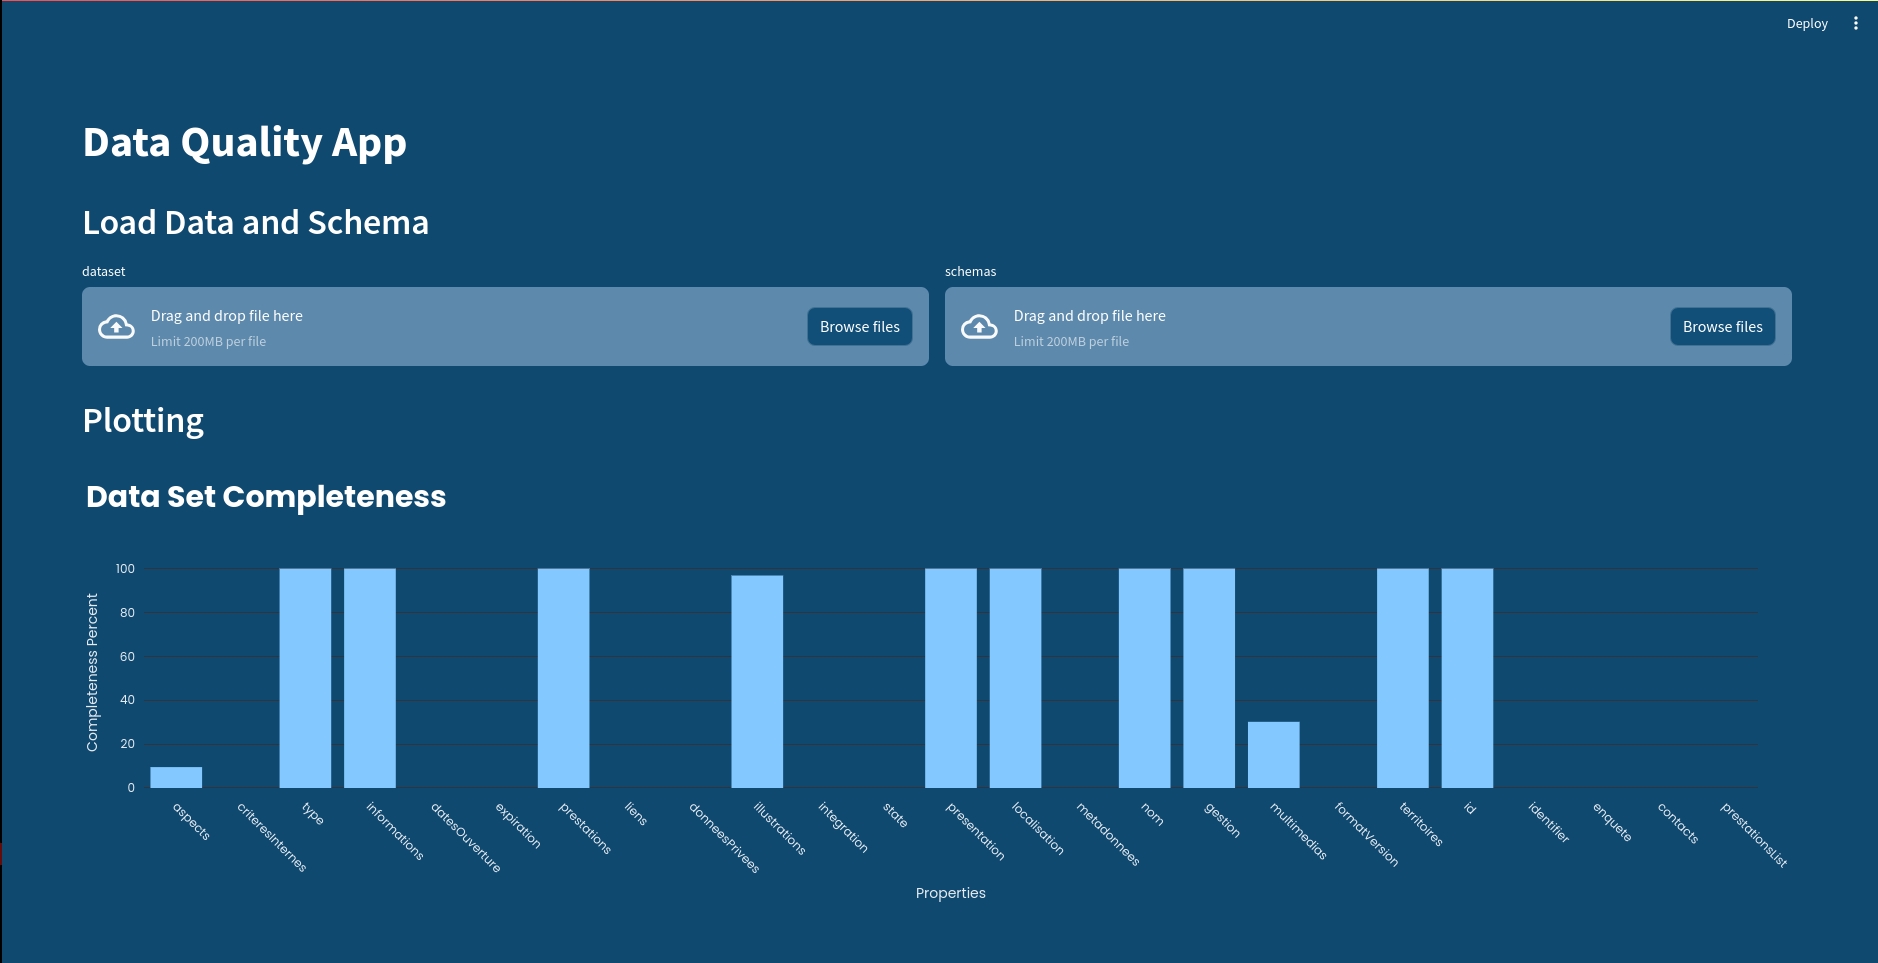 Deploy
Data Quality App
Load Data and Schema
dataset
Drag and drop file here
Limit 200MB per file
Browse files
schemas
Drag and drop file here
Limit 200MB per file
Browse files
Plotting
Data Set Completeness
Completeness Percent
100
80
60
40
20
0
aspects
criteresInternes
type
informations
datesOuverture
expiration
prestations
liens
donneesPrivees
illustrations
integration
state
presentation
localisation
metadonnees
nom
gestion
multimedias
formatVersion
territoires
id
identifier
enquete
contacts
prestationsList
Properties